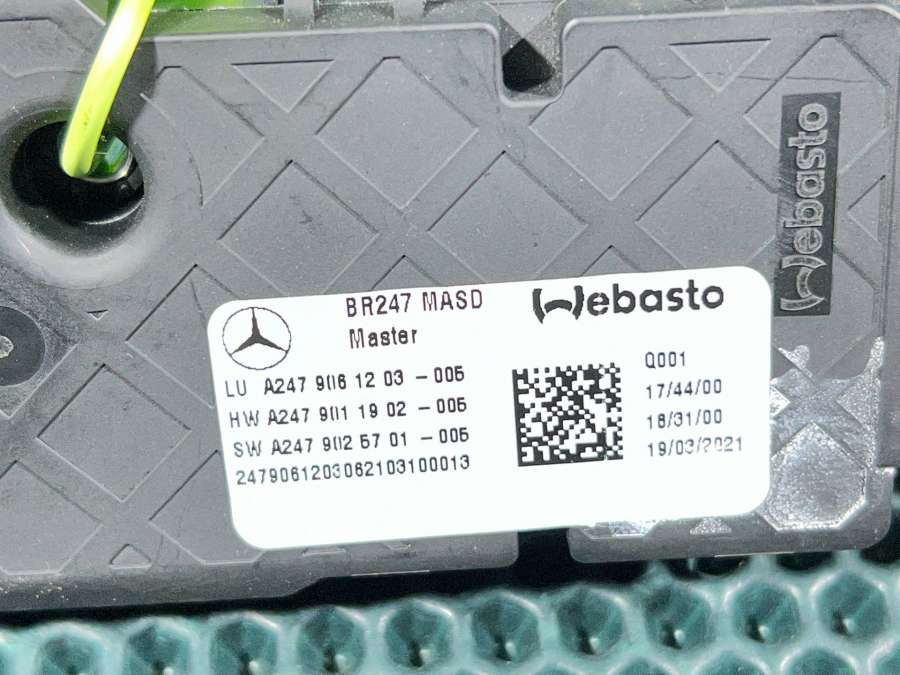 Webasto
BR247 MASD
Master
Webasto
LU A247 906 12 03 - 005
HW A247 901 19 02 - 005
SW A247 902 57 01 - 005
2479061203062103100013
Q001
17/44/00
18/31/00
19/03/2021